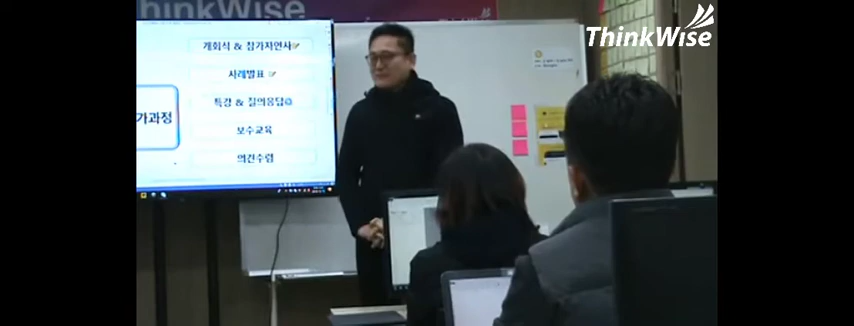 ThinkWise
ThinkWise
개회식 & 참가자인사
사례발표
특강 & 질의응답
가과정
보수교육
의견수렴